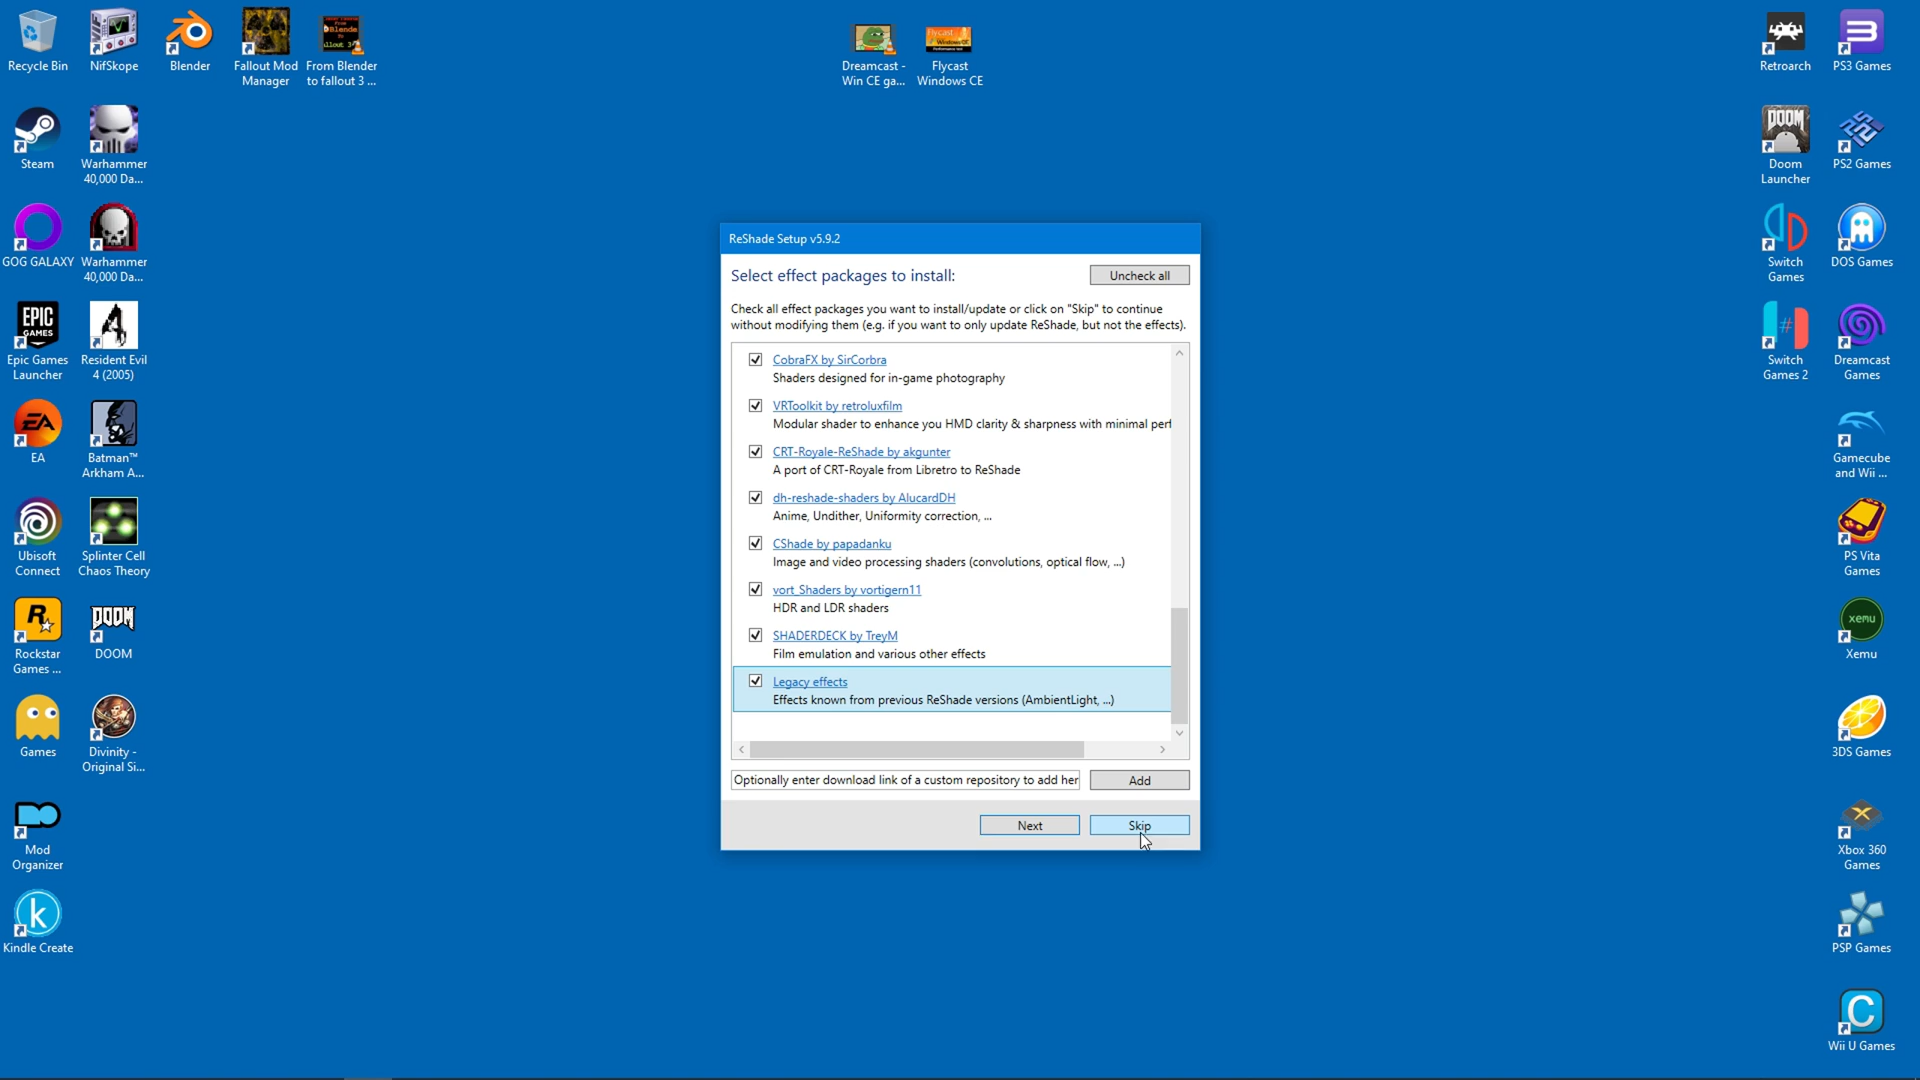 Recycle Bin
NifSkope
Blender
Fallout Mod
Manager
From Blender
to fallout 3 ...
Dreamcast -
Win CE ga...
Flycast
Windows CE
Retroarch
PS3 Games
Steam
Warhammer
40,000 Da...
DOOM
Doom
Launcher
PS2 Games
GOG GALAXY
Warhammer
40,000 Da...
Switch
Games
DOS Games
EPIC
GAMES
Epic Games
Launcher
Resident Evil
4 (2005)
Switch
Games 2
Dreamcast
Games
EA
EA
Batman™
Arkham A...
Gamecube
and Wii ...
Ubisoft
Connect
Splinter Cell
Chaos Theory
PS Vita
Games
Rockstar
Games ...
DOOM
DOOM
xemu
Xemu
Games
Divinity -
Original Si...
3DS Games
Mod
Organizer
Xbox 360
Games
k
Kindle Create
PSP Games
C
Wii U Games
ReShade Setup v5.9.2
Select effect packages to install:
Uncheck all
Check all effect packages you want to install/update or click on "Skip" to continue
without modifying them (e.g. if you want to only update ReShade, but not the effects).
CobraFX by SirCorbra
Shaders designed for in-game photography
VRToolkit by retroluxfilm
Modular shader to enhance you HMD clarity & sharpness with minimal perf
CRT-Royale-ReShade by akgunter
A port of CRT-Royale from Libretro to ReShade
dh-reshade-shaders by AlucardDH
Anime, Undither, Uniformity correction, ...
CShade by papadanku
Image and video processing shaders (convolutions, optical flow, ...)
vort_Shaders by vortigern11
HDR and LDR shaders
SHADERDECK by TreyM
Film emulation and various other effects
Legacy effects
Effects known from previous ReShade versions (AmbientLight, ...)
Optionally enter download link of a custom repository to add her
Add
Next
Skip